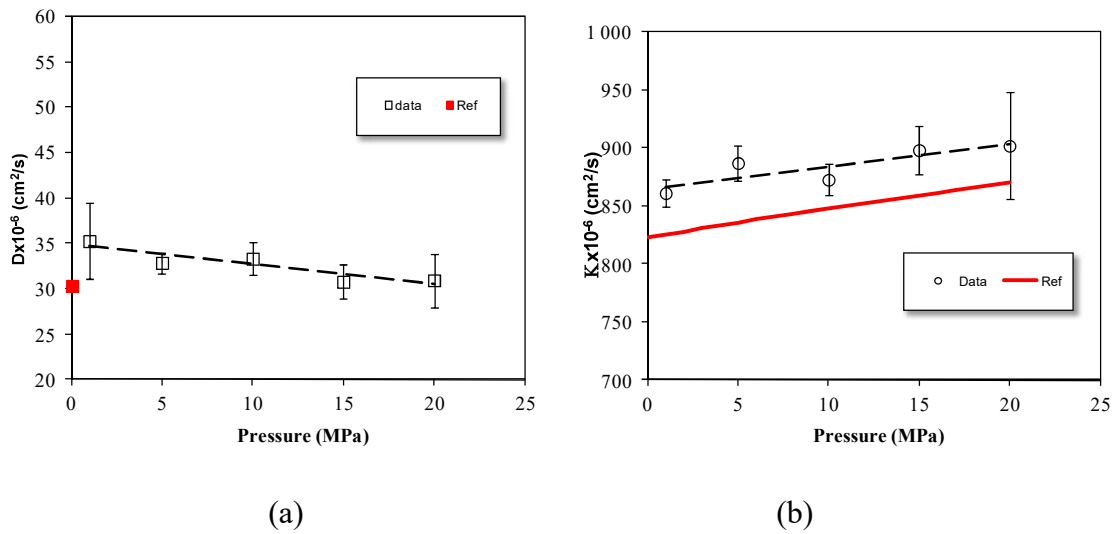 60
55
50
45
40
35
30
25
20
Dx10⁻⁶ (cm²/s)
data Ref
0 5 10 15 20 25
Pressure (MPa)
(a)
1 000
950
900
850
800
750
700
K x10⁻⁶ (cm²/s)
Data Ref
0 5 10 15 20 25
Pressure (MPa)
(b)